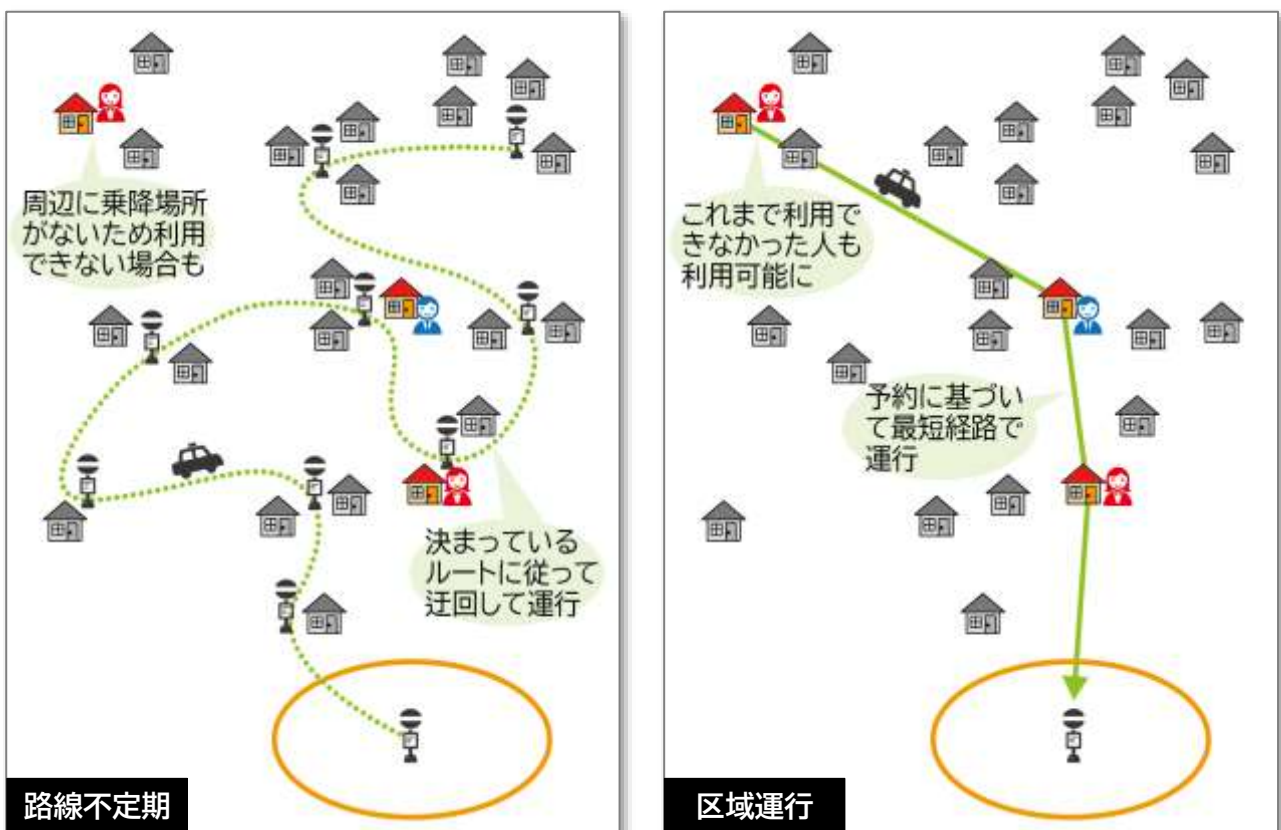 周辺に乗降場所
がないため利用
できない場合も
決まっている
ルートに従って
迂回して運行
路線不定期
これまで利用で
きなかった人も
利用可能に
予約に基づい
て最短経路で
運行
区域運行